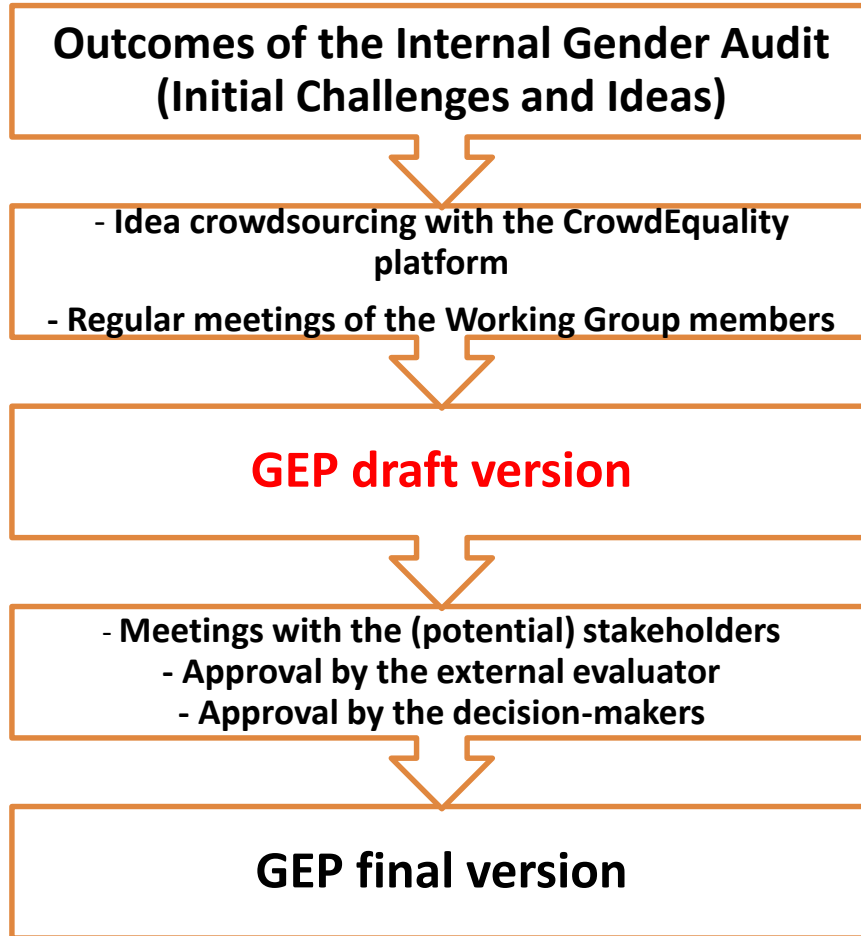 Outcomes of the Internal Gender Audit
(Initial Challenges and Ideas)
- Idea crowdsourcing with the CrowdEquality
platform
- Regular meetings of the Working Group members
GEP draft version
- Meetings with the (potential) stakeholders
- Approval by the external evaluator
- Approval by the decision-makers
GEP final version